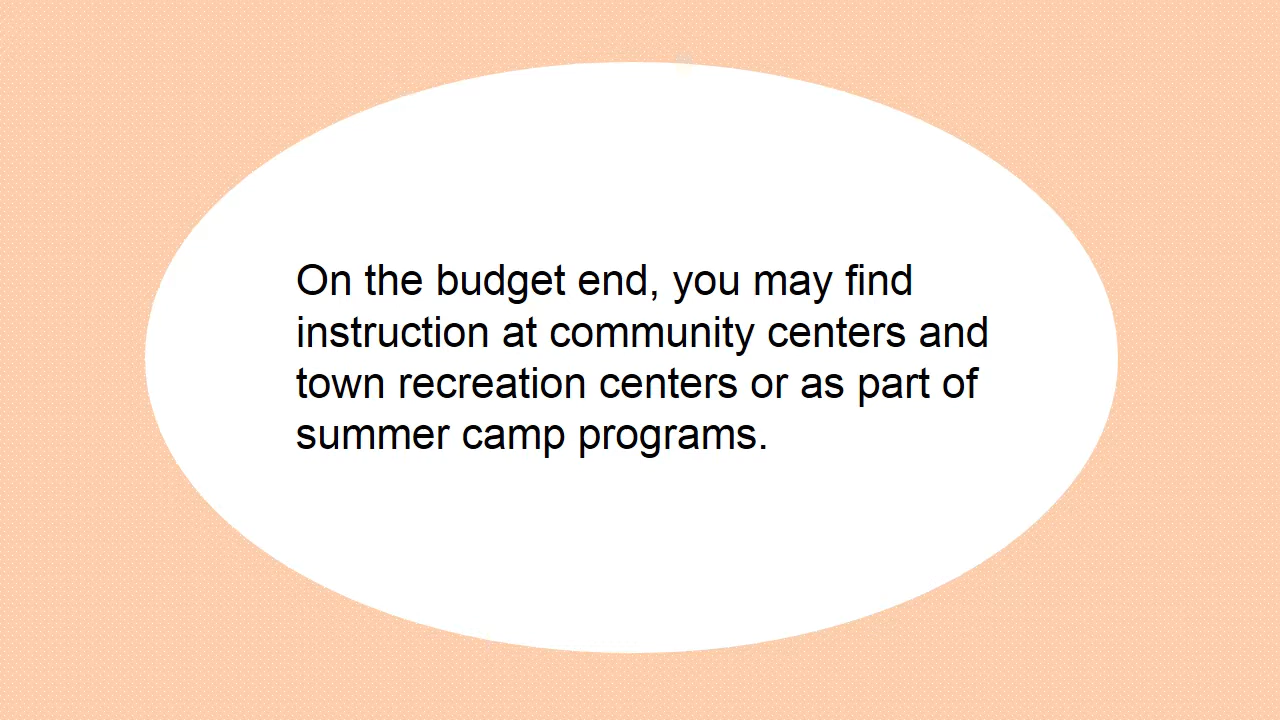 On the budget end, you may find
instruction at community centers and
town recreation centers or as part of
summer camp programs.